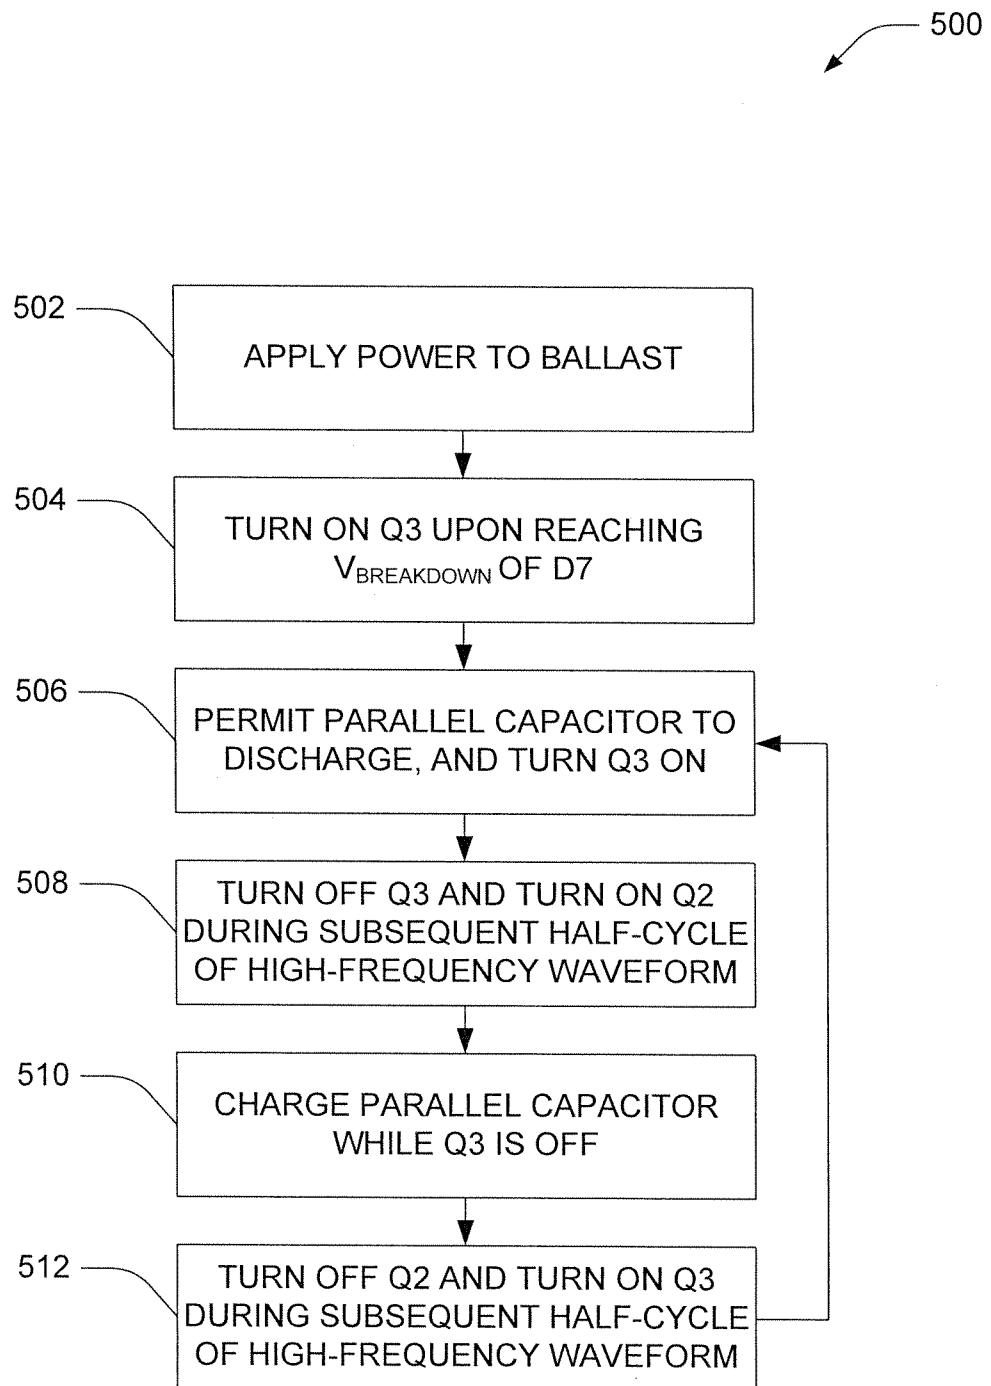 500
502
APPLY POWER TO BALLAST
504
TURN ON Q3 UPON REACHING
VBREAKDOWN OF D7
506
PERMIT PARALLEL CAPACITOR TO
DISCHARGE, AND TURN Q3 ON
508
TURN OFF Q3 AND TURN ON Q2
DURING SUBSEQUENT HALF-CYCLE
OF HIGH-FREQUENCY WAVEFORM
510
CHARGE PARALLEL CAPACITOR
WHILE Q3 IS OFF
512
TURN OFF Q2 AND TURN ON Q3
DURING SUBSEQUENT HALF-CYCLE
OF HIGH-FREQUENCY WAVEFORM